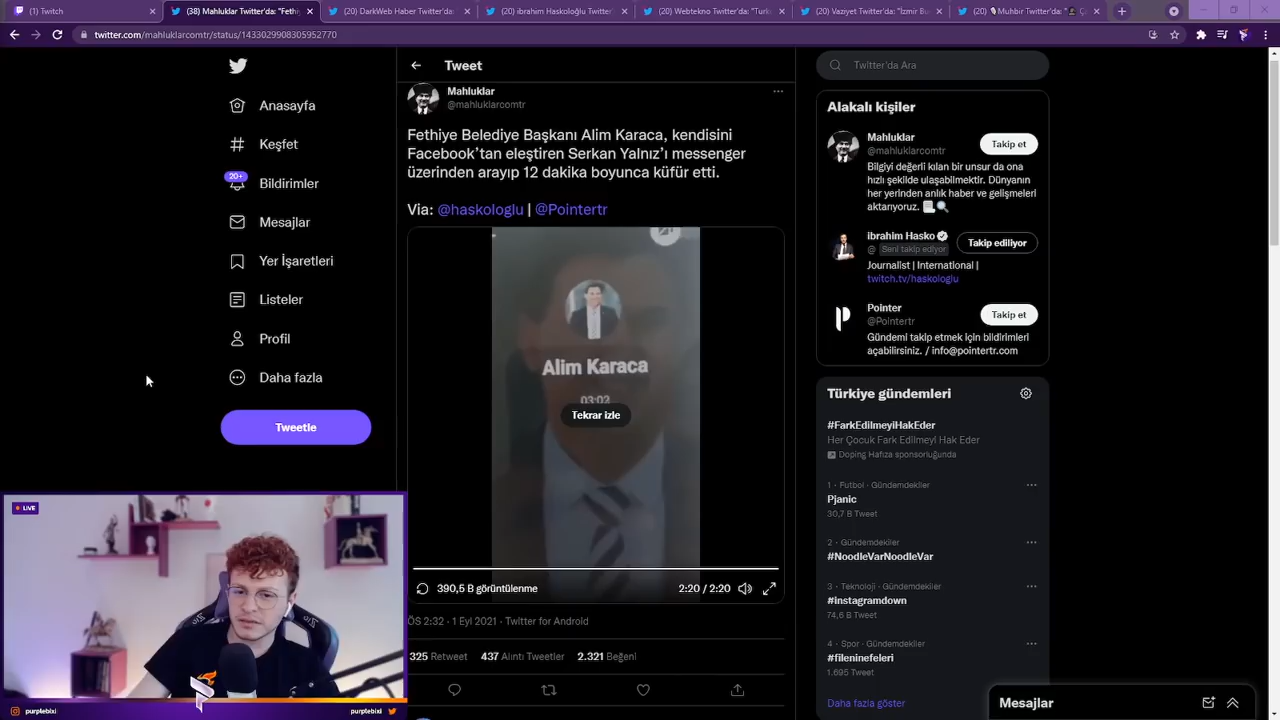 (1) Twitch
(38) Mahluklar Twitter'da: "Fethi
(20) DarkWeb Haber Twitter'da:
(20) ibrahim Haskoloğlu Twitter'
(20) Webtekno Twitter'da: "Turk
(20) Vaziyet Twitter'da: "İzmir Bu
(20) Muhbir Twitter'da: "
twitter.com/mahluklarcomtr/status/1433029908305952770
Anasayfa
Keşfet
20+
Bildirimler
Mesajlar
Yer İşaretleri
Listeler
Profil
Daha fazla
Tweetle
Tweet
Mahluklar
@mahluklarcomtr
Fethiye Belediye Başkanı Alim Karaca, kendisini
Facebook'tan eleştiren Serkan Yalnız'ı messenger
üzerinden arayıp 12 dakika boyunca küfür etti.
Via: @haskologlu | @Pointertr
Alim Karaca
03:02
Tekrar izle
390,5 B görüntülenme
2:20 / 2:20
ÖS 2:32 · 1 Eyl 2021 · Twitter for Android
325 Retweet 437 Alıntı Tweetler 2.321 Beğeni
Twitter'da Ara
Alakalı kişiler
Mahluklar
@mahluklarcomtr
Takip et
Bilgiyi değerli kılan bir unsur da ona
hızlı şekilde ulaşabilmektir. Dünyanın
her yerinden anlık haber ve gelişmeleri
aktarıyoruz.
ibrahim Hasko
@ Seni takip ediyor
Takip ediliyor
Journalist | International |
twitch.tv/haskologlu
Pointer
@Pointertr
Takip et
Gündemi takip etmek için bildirimleri
açabilirsiniz. / info@pointertr.com
Türkiye gündemleri
#FarkEdilmeyiHakEder
Her Çocuk Fark Edilmeyi Hak Eder
Doping Hafıza sponsorluğunda
1 · Futbol · Gündemdekiler
Pjanic
30,7 B Tweet
2 · Gündemdekiler
#NoodleVarNoodleVar
3 · Teknoloji · Gündemdekiler
#instagramdown
74,6 B Tweet
4 · Spor · Gündemdekiler
#fileninefeleri
1.695 Tweet
Daha fazla göster
Mesajlar
LIVE
purplebixi
purplebixi